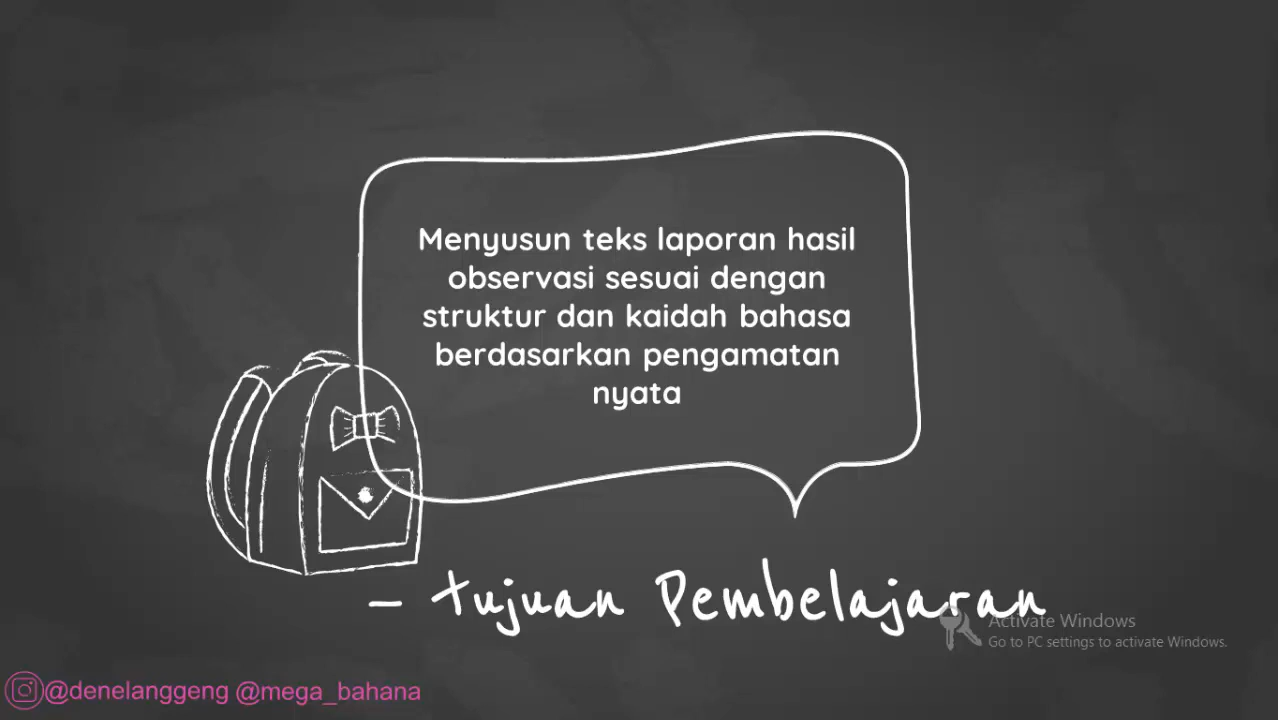 Menyusun teks laporan hasil
observasi sesuai dengan
struktur dan kaidah bahasa
berdasarkan pengamatan
nyata
- Tujuan Pembelajaran
Activate Windows
Go to PC settings to activate Windows.
@denelanggeng @mega_bahana